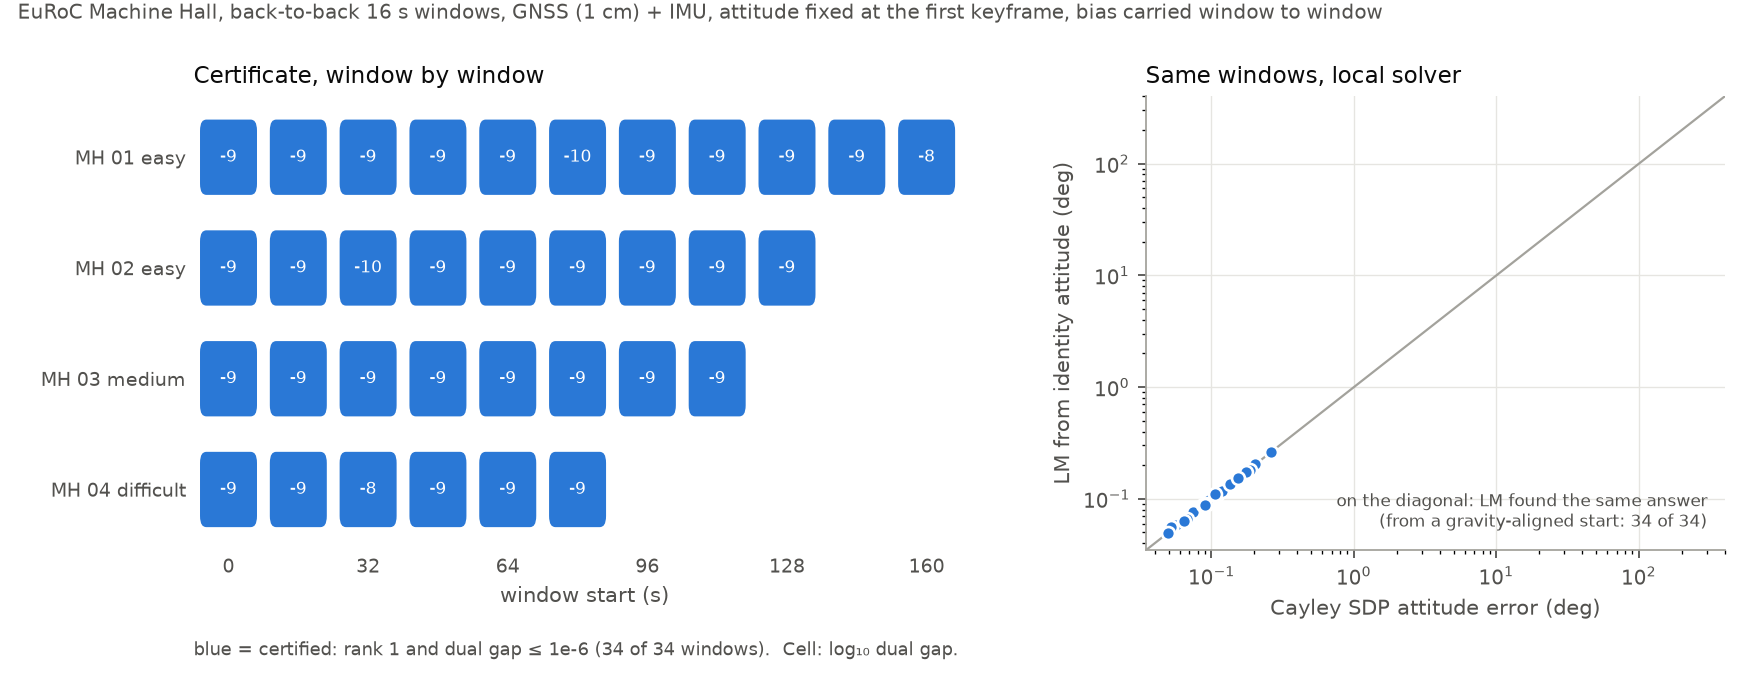 EuRoC Machine Hall, back-to-back 16 s windows, GNSS (1 cm) + IMU, attitude fixed at the first keyframe, bias carried window to window
Certificate, window by window
MH 01 easy
-9 -9 -9 -9 -9 -10 -9 -9 -9 -9 -8
MH 02 easy
-9 -9 -10 -9 -9 -9 -9 -9 -9
MH 03 medium
-9 -9 -9 -9 -9 -9 -9 -9
MH 04 difficult
-9 -9 -8 -9 -9 -9
0 32 64 96 128 160
window start (s)
blue = certified: rank 1 and dual gap ≤ 1e-6 (34 of 34 windows). Cell: log₁₀ dual gap.
Same windows, local solver
LM from identity attitude (deg)
10²
10¹
10⁰
10⁻¹
on the diagonal: LM found the same answer
(from a gravity-aligned start: 34 of 34)
10⁻¹ 10⁰ 10¹ 10²
Cayley SDP attitude error (deg)